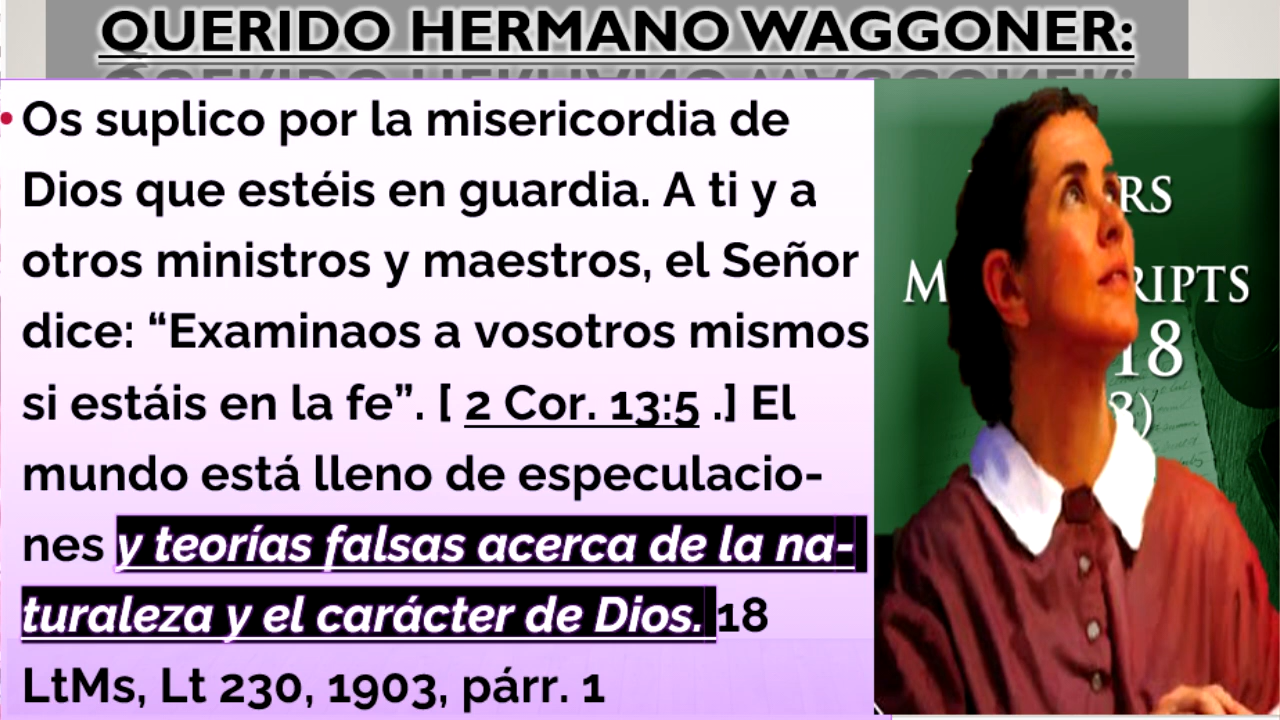 QUERIDO HERMANO WAGGONER:
• Os suplico por la misericordia de
Dios que estéis en guardia. A ti y a
otros ministros y maestros, el Señor
dice: “Examinaos a vosotros mismos
si estáis en la fe”. [ 2 Cor. 13:5 .] El
mundo está lleno de especulacio-
nes y teorías falsas acerca de la na-
turaleza y el carácter de Dios. 18
LtMs, Lt 230, 1903, párr. 1
RS
M RIPTS
18
3)